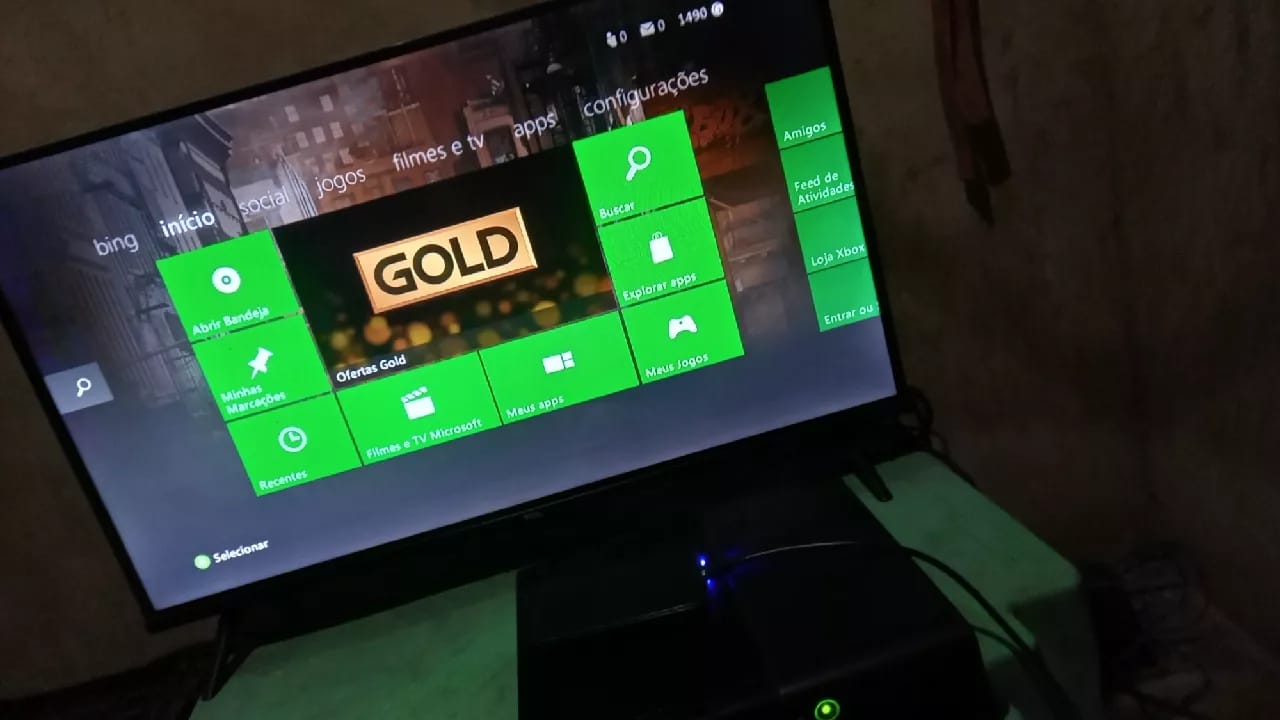 0 0 1490 G
bing início social jogos filmes e tv apps configurações
Abrir Bandeja
Minhas
Marcações
Recentes
GOLD
Ofertas Gold
Filmes e TV Microsoft
Meus apps
Buscar
Explorar apps
Meus Jogos
Amigos
Feed de
Atividades
Loja Xbox
Entrar ou
Selecionar